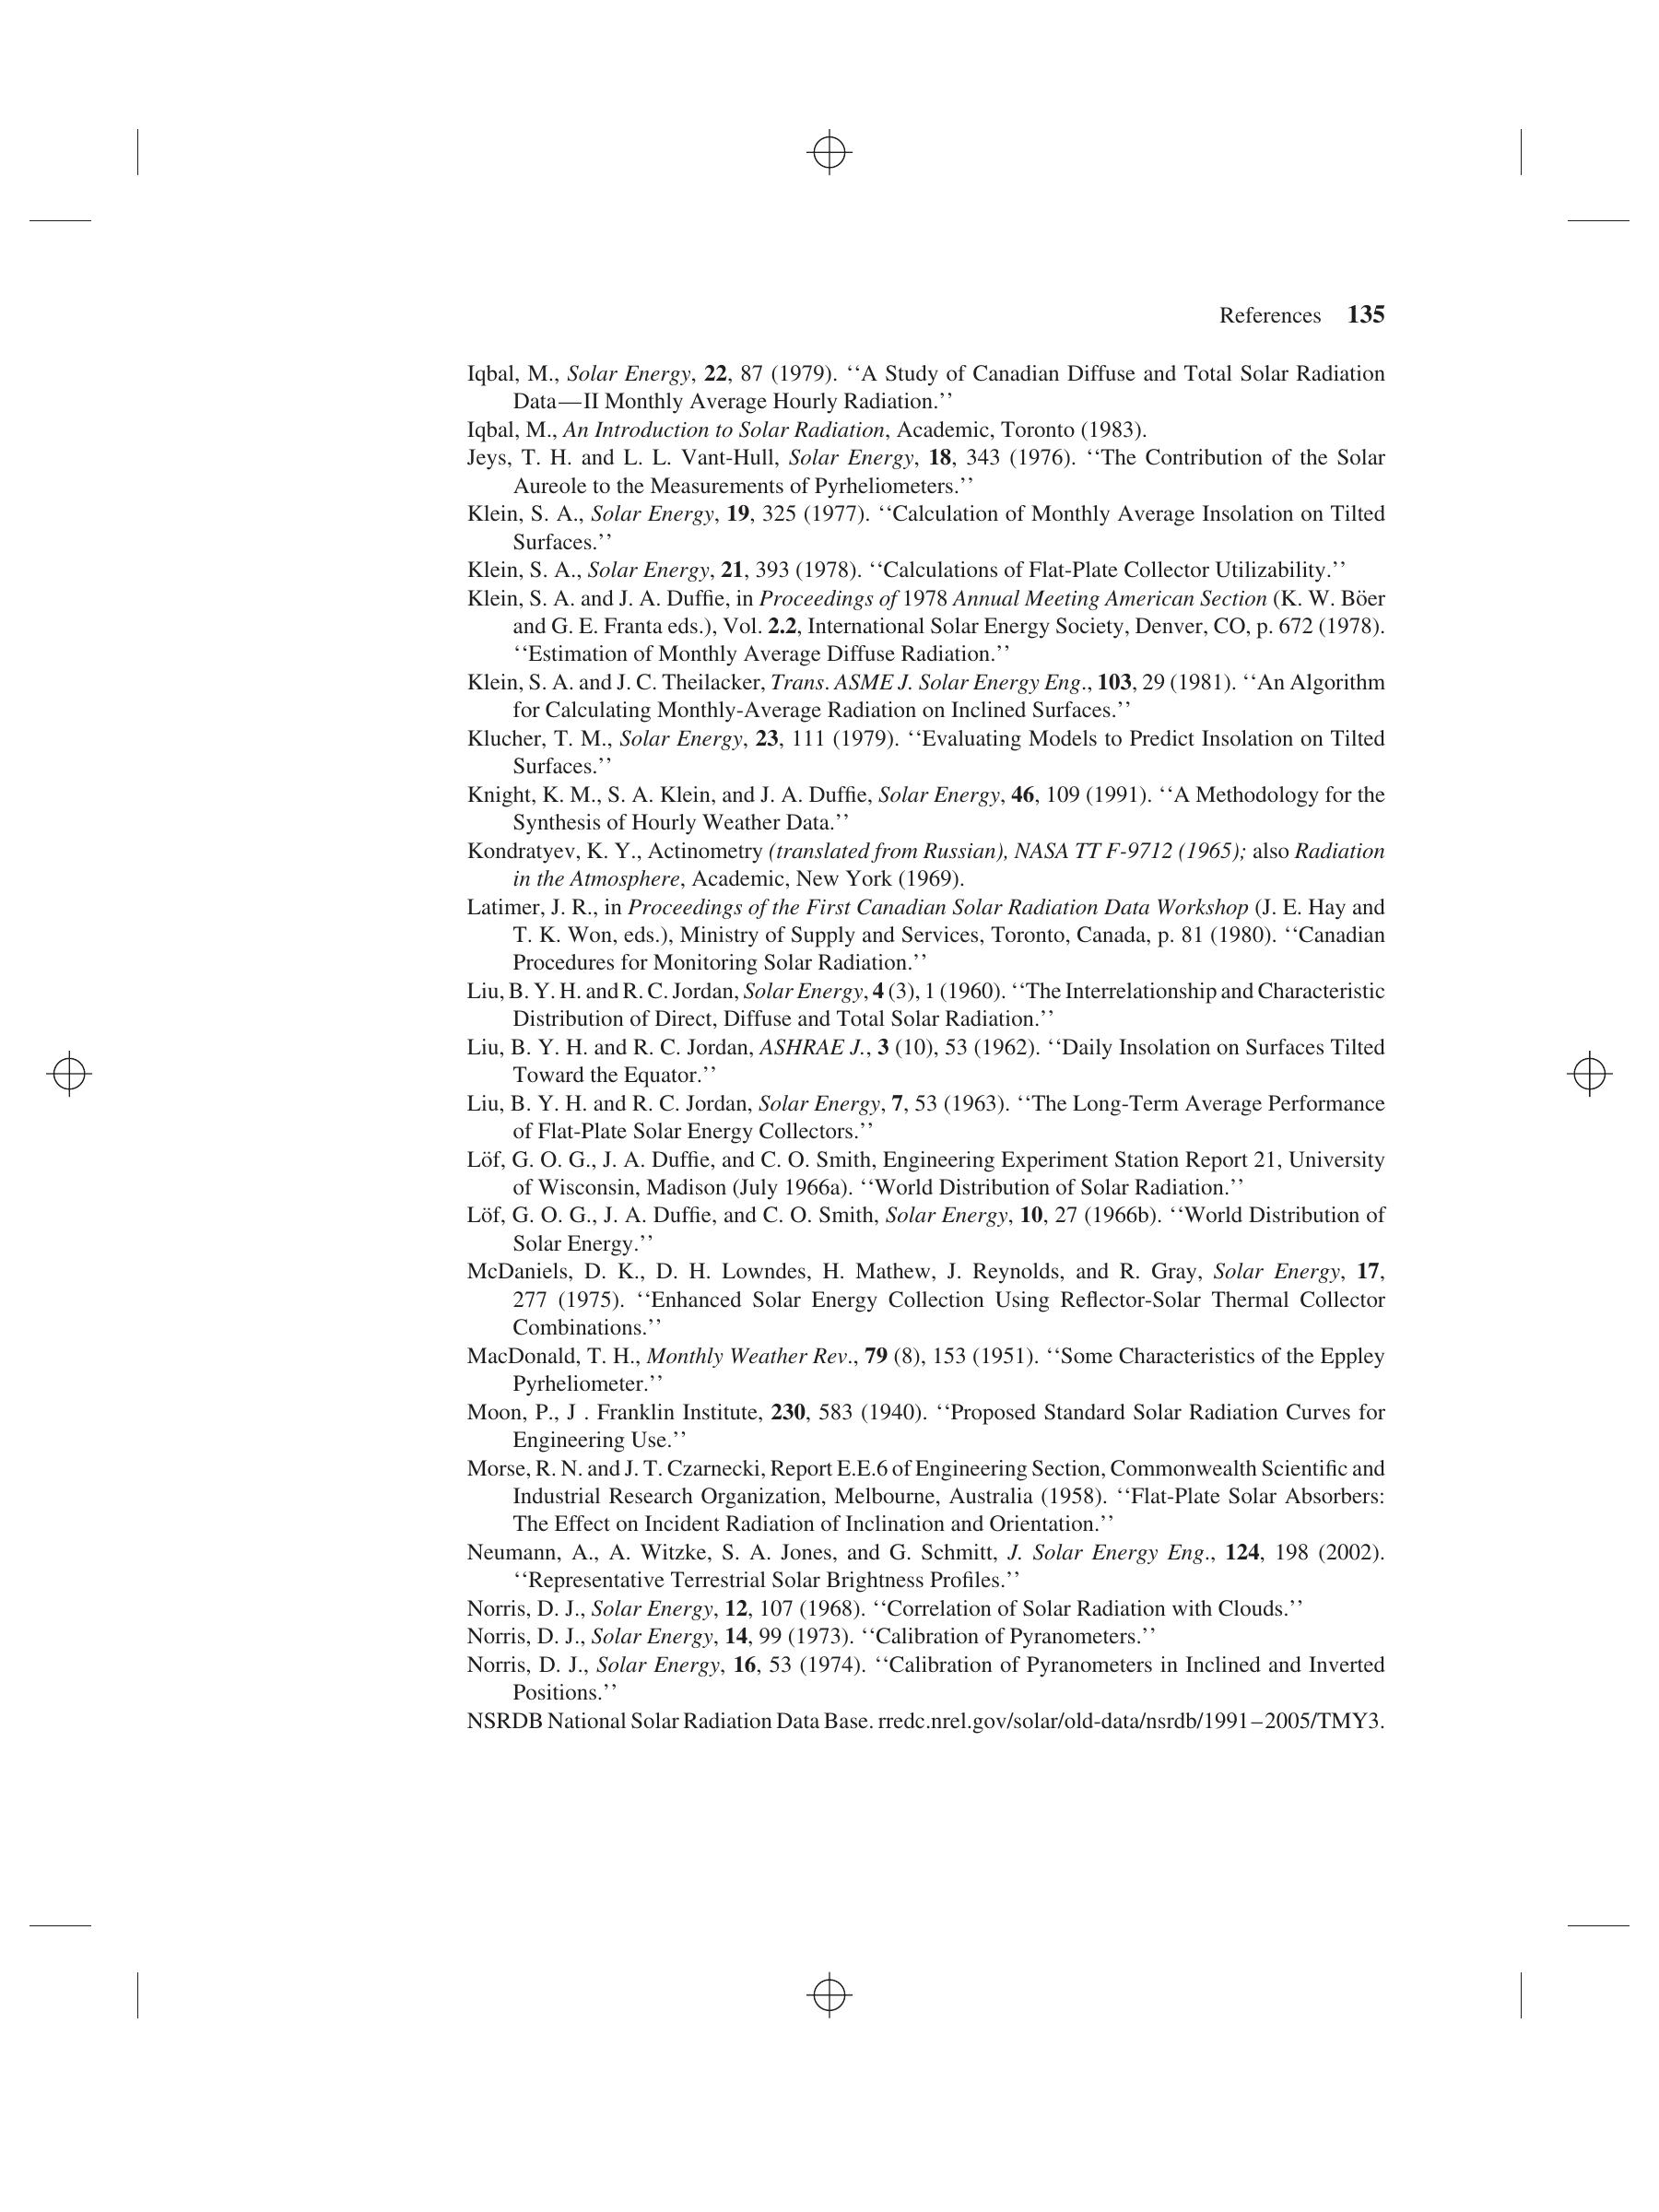 References 135
Iqbal, M., Solar Energy, 22, 87 (1979). ‘‘A Study of Canadian Diffuse and Total Solar Radiation
Data—II Monthly Average Hourly Radiation.’’
Iqbal, M., An Introduction to Solar Radiation, Academic, Toronto (1983).
Jeys, T. H. and L. L. Vant-Hull, Solar Energy, 18, 343 (1976). ‘‘The Contribution of the Solar
Aureole to the Measurements of Pyrheliometers.’’
Klein, S. A., Solar Energy, 19, 325 (1977). ‘‘Calculation of Monthly Average Insolation on Tilted
Surfaces.’’
Klein, S. A., Solar Energy, 21, 393 (1978). ‘‘Calculations of Flat-Plate Collector Utilizability.’’
Klein, S. A. and J. A. Duffie, in Proceedings of 1978 Annual Meeting American Section (K. W. Böer
and G. E. Franta eds.), Vol. 2.2, International Solar Energy Society, Denver, CO, p. 672 (1978).
‘‘Estimation of Monthly Average Diffuse Radiation.’’
Klein, S. A. and J. C. Theilacker, Trans. ASME J. Solar Energy Eng., 103, 29 (1981). ‘‘An Algorithm
for Calculating Monthly-Average Radiation on Inclined Surfaces.’’
Klucher, T. M., Solar Energy, 23, 111 (1979). ‘‘Evaluating Models to Predict Insolation on Tilted
Surfaces.’’
Knight, K. M., S. A. Klein, and J. A. Duffie, Solar Energy, 46, 109 (1991). ‘‘A Methodology for the
Synthesis of Hourly Weather Data.’’
Kondratyev, K. Y., Actinometry (translated from Russian), NASA TT F-9712 (1965); also Radiation
in the Atmosphere, Academic, New York (1969).
Latimer, J. R., in Proceedings of the First Canadian Solar Radiation Data Workshop (J. E. Hay and
T. K. Won, eds.), Ministry of Supply and Services, Toronto, Canada, p. 81 (1980). ‘‘Canadian
Procedures for Monitoring Solar Radiation.’’
Liu, B. Y. H. and R. C. Jordan, Solar Energy, 4 (3), 1 (1960). ‘‘The Interrelationship and Characteristic
Distribution of Direct, Diffuse and Total Solar Radiation.’’
Liu, B. Y. H. and R. C. Jordan, ASHRAE J., 3 (10), 53 (1962). ‘‘Daily Insolation on Surfaces Tilted
Toward the Equator.’’
Liu, B. Y. H. and R. C. Jordan, Solar Energy, 7, 53 (1963). ‘‘The Long-Term Average Performance
of Flat-Plate Solar Energy Collectors.’’
Löf, G. O. G., J. A. Duffie, and C. O. Smith, Engineering Experiment Station Report 21, University
of Wisconsin, Madison (July 1966a). ‘‘World Distribution of Solar Radiation.’’
Löf, G. O. G., J. A. Duffie, and C. O. Smith, Solar Energy, 10, 27 (1966b). ‘‘World Distribution of
Solar Energy.’’
McDaniels, D. K., D. H. Lowndes, H. Mathew, J. Reynolds, and R. Gray, Solar Energy, 17,
277 (1975). ‘‘Enhanced Solar Energy Collection Using Reflector-Solar Thermal Collector
Combinations.’’
MacDonald, T. H., Monthly Weather Rev., 79 (8), 153 (1951). ‘‘Some Characteristics of the Eppley
Pyrheliometer.’’
Moon, P., J . Franklin Institute, 230, 583 (1940). ‘‘Proposed Standard Solar Radiation Curves for
Engineering Use.’’
Morse, R. N. and J. T. Czarnecki, Report E.E.6 of Engineering Section, Commonwealth Scientific and
Industrial Research Organization, Melbourne, Australia (1958). ‘‘Flat-Plate Solar Absorbers:
The Effect on Incident Radiation of Inclination and Orientation.’’
Neumann, A., A. Witzke, S. A. Jones, and G. Schmitt, J. Solar Energy Eng., 124, 198 (2002).
‘‘Representative Terrestrial Solar Brightness Profiles.’’
Norris, D. J., Solar Energy, 12, 107 (1968). ‘‘Correlation of Solar Radiation with Clouds.’’
Norris, D. J., Solar Energy, 14, 99 (1973). ‘‘Calibration of Pyranometers.’’
Norris, D. J., Solar Energy, 16, 53 (1974). ‘‘Calibration of Pyranometers in Inclined and Inverted
Positions.’’
NSRDB National Solar Radiation Data Base. rredc.nrel.gov/solar/old-data/nsrdb/1991–2005/TMY3.